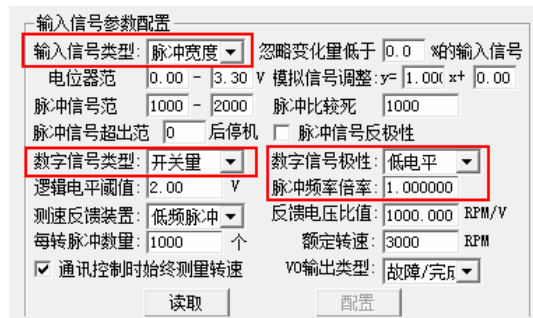 输入信号参数配置
输入信号类型: 脉冲宽度 忽略变化量低于 0.0 %的输入信号
电位器范 0.00 - 3.30 V 模拟信号调整:y= 1.00( x+ 0.00
脉冲信号范 1000 - 2000 脉冲比较死 1000
脉冲信号超出范 0 后停机 脉冲信号反极性
数字信号类型: 开关量 数字信号极性: 低电平
逻辑电平阈值: 2.00 V 脉冲频率倍率: 1.000000
测速反馈装置: 低频脉冲 反馈电压比值: 1000.000 RPM/V
每转脉冲数量: 1000 个 额定转速: 3000 RPM
通讯控制时始终测量转速 VO输出类型: 故障/完成
读取 配置